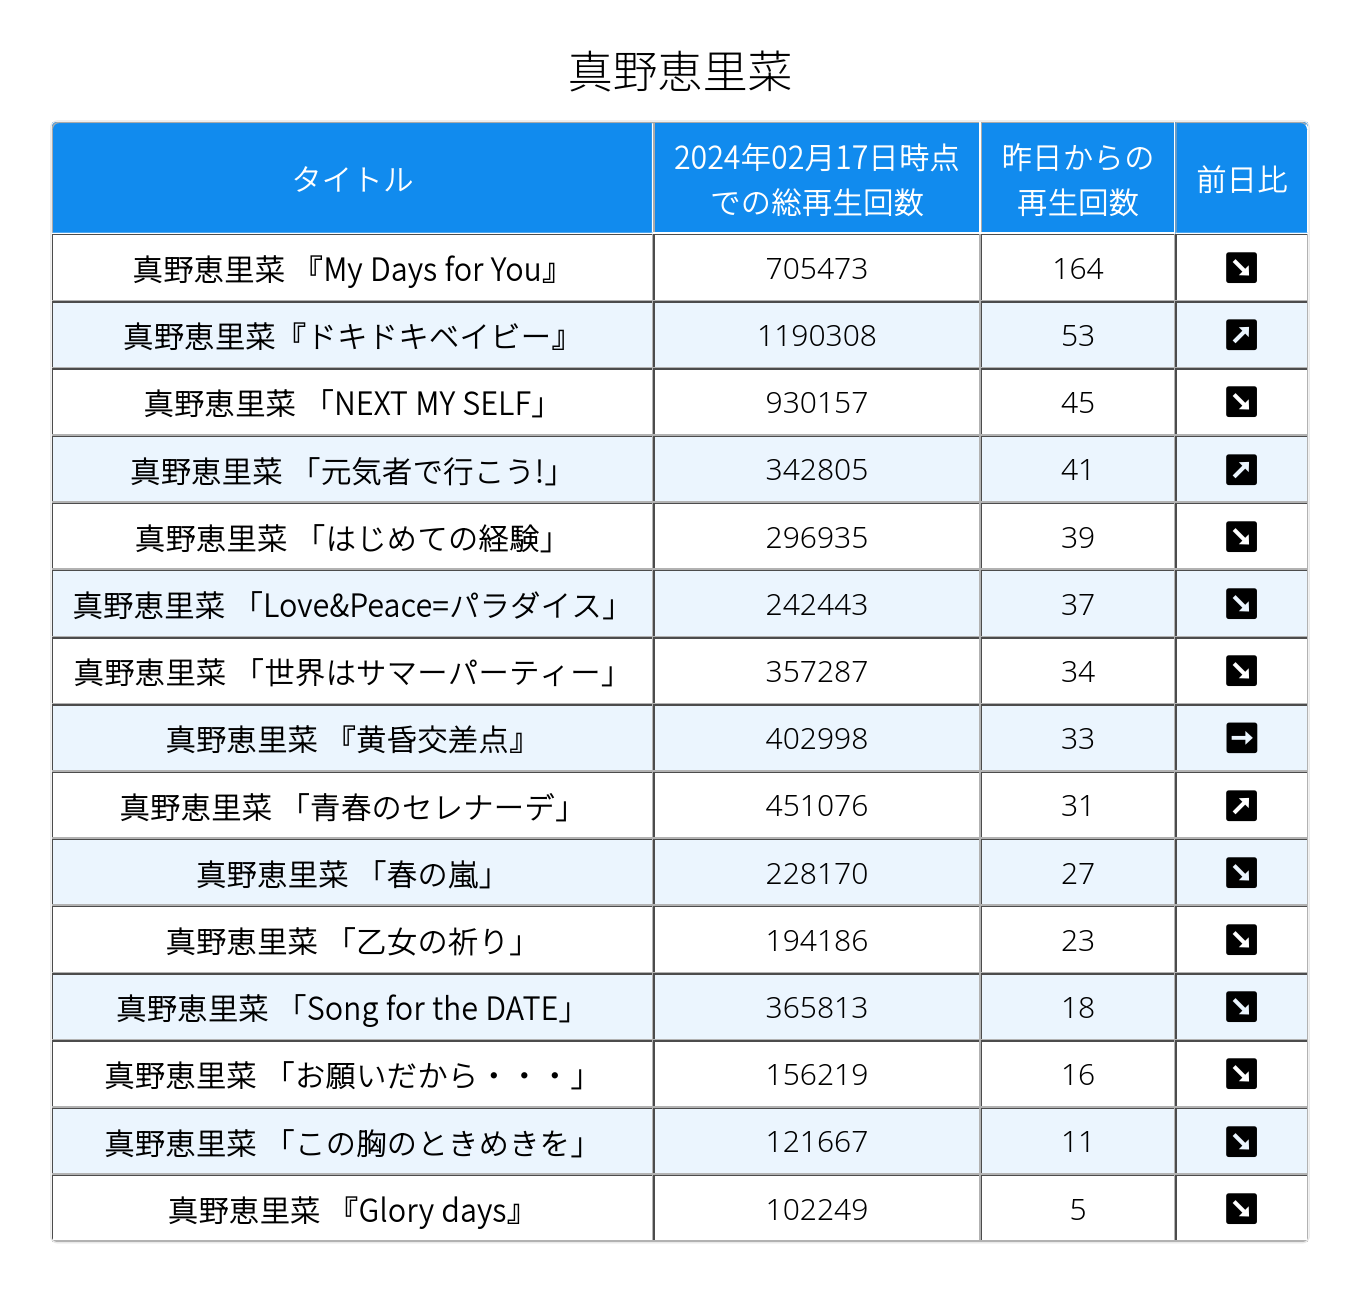 真野恵里菜
タイトル
2024年02月17日時点
での総再生回数
昨日からの
再生回数
前日比
真野恵里菜 『My Days for You』 705473 164 ↘
真野恵里菜『ドキドキベイビー』 1190308 53 ↗
真野恵里菜 「NEXT MY SELF」 930157 45 ↘
真野恵里菜 「元気者で行こう!」 342805 41 ↗
真野恵里菜 「はじめての経験」 296935 39 ↘
真野恵里菜 「Love&Peace=パラダイス」 242443 37 ↘
真野恵里菜 「世界はサマーパーティー」 357287 34 ↘
真野恵里菜 『黄昏交差点』 402998 33 →
真野恵里菜 「青春のセレナーデ」 451076 31 ↗
真野恵里菜 「春の嵐」 228170 27 ↘
真野恵里菜 「乙女の祈り」 194186 23 ↘
真野恵里菜 「Song for the DATE」 365813 18 ↘
真野恵里菜 「お願いだから・・・」 156219 16 ↘
真野恵里菜 「この胸のときめきを」 121667 11 ↘
真野恵里菜 『Glory days』 102249 5 ↘